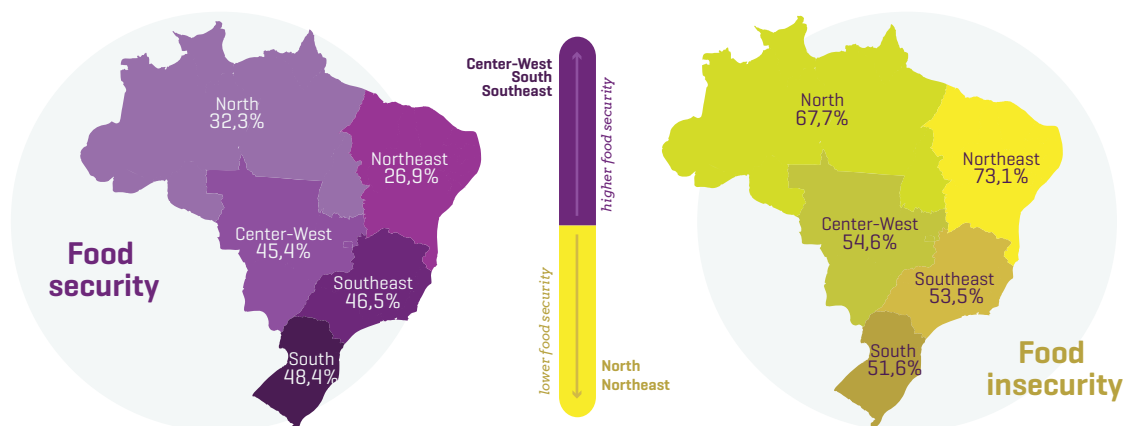 North
32,3%
Northeast
26,9%
Center-West
45,4%
Southeast
46,5%
South
48,4%
Food
security
Center-West
South
Southeast
higher food security
lower food security
North
Northeast
North
67,7%
Northeast
73,1%
Center-West
54,6%
Southeast
53,5%
South
51,6%
Food
insecurity